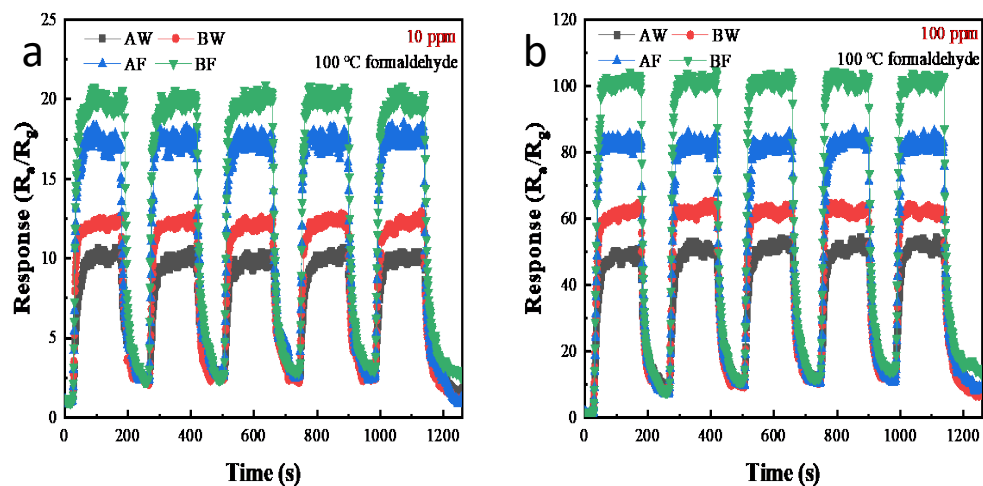 a
AW BW
AF BF
10 ppm
100 °C formaldehyde
Response (Ra/Rg)
25
20
15
10
5
0
0 200 400 600 800 1000 1200
Time (s)
b
AW BW
AF BF
100 ppm
100 °C formaldehyde
Response (Ra/Rg)
120
100
80
60
40
20
0
0 200 400 600 800 1000 1200
Time (s)